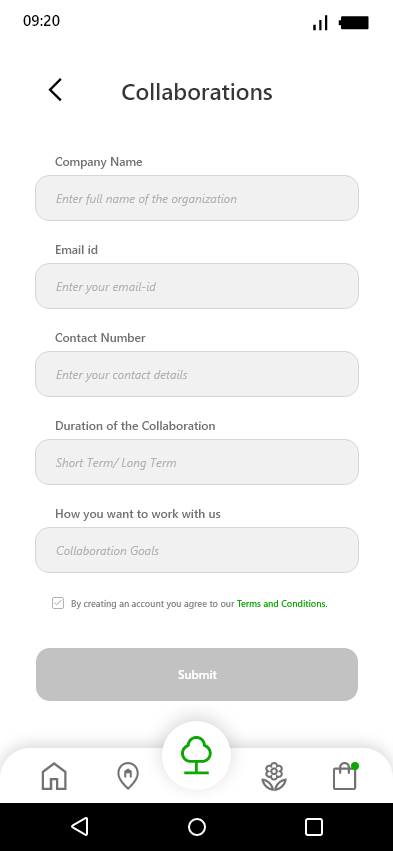 09:20
Collaborations
Company Name
Enter full name of the organization
Email id
Enter your email-id
Contact Number
Enter your contact details
Duration of the Collaboration
Short Term/ Long Term
How you want to work with us
Collaboration Goals
By creating an account you agree to our Terms and Conditions.
Submit